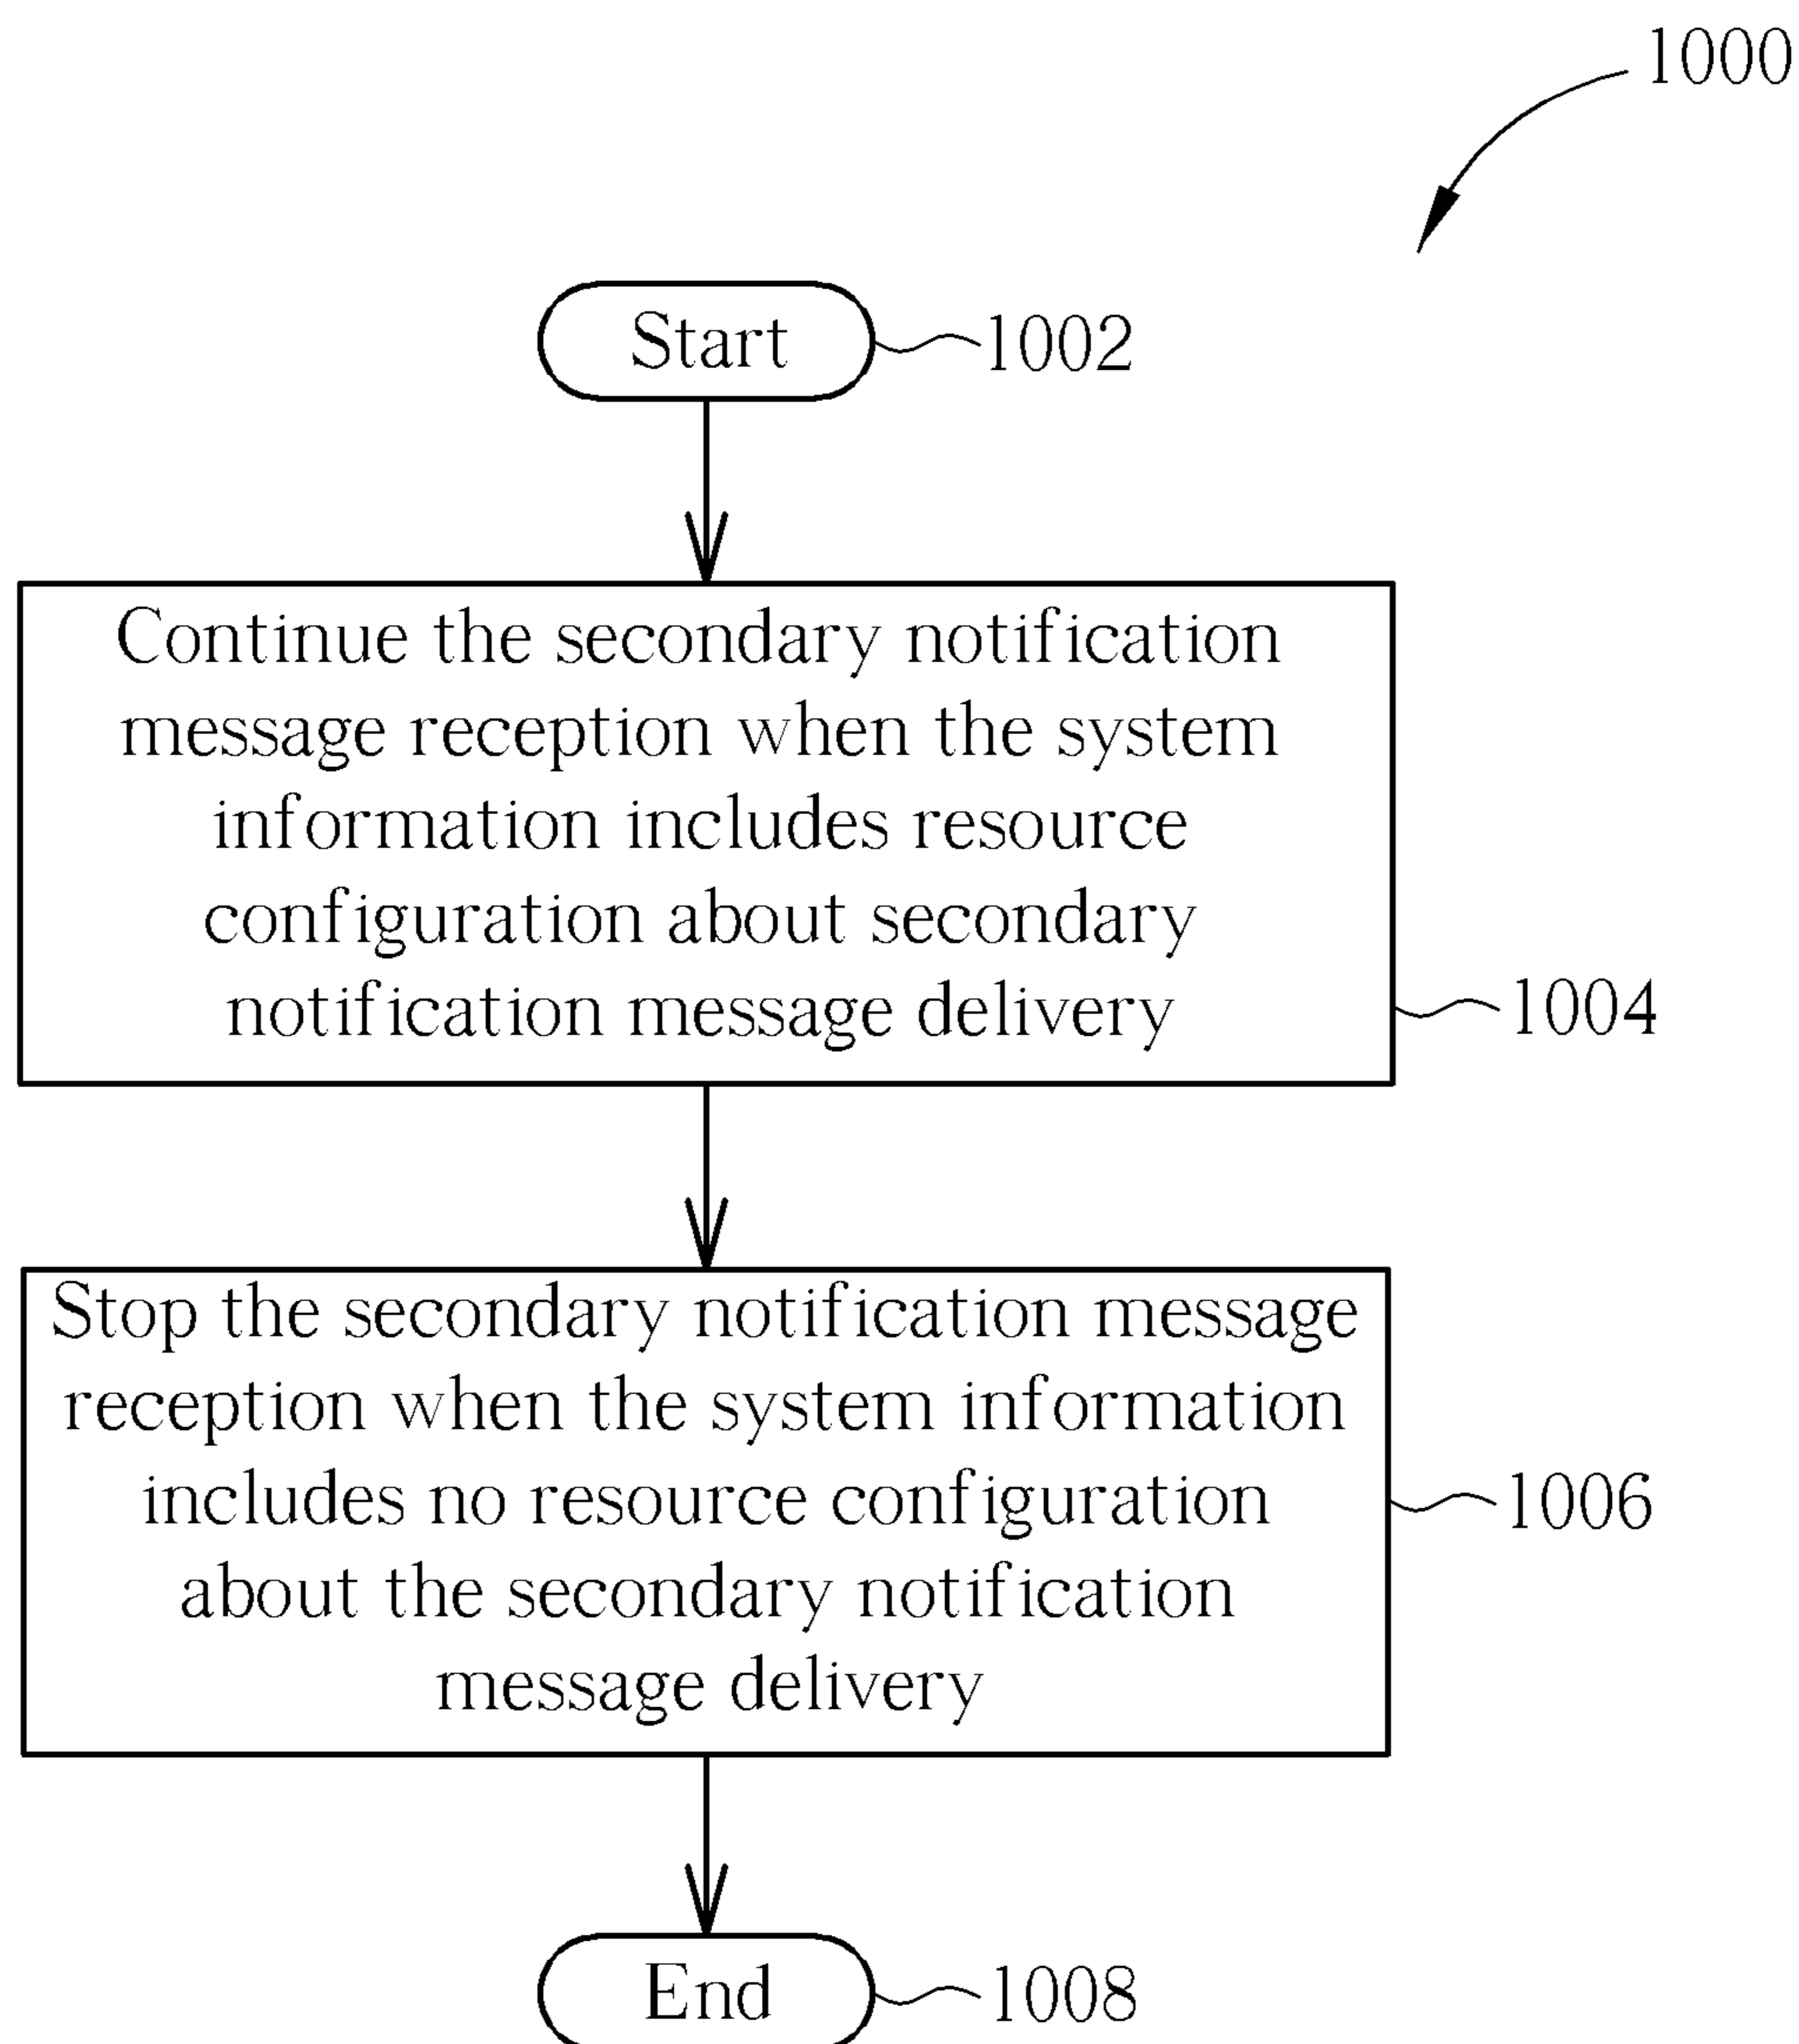 1000
Start
1002
Continue the secondary notification
message reception when the system
information includes resource
configuration about secondary
notification message delivery
1004
Stop the secondary notification message
reception when the system information
includes no resource configuration
about the secondary notification
message delivery
1006
End
1008